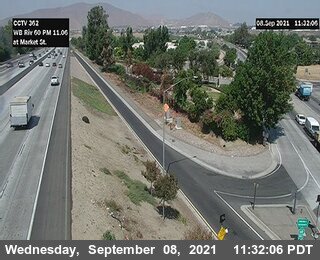 CCTV 362
WB Riv 60 PM 11.06
at Market St.
08.Sep 2021
11:32:06
Wednesday, September 08, 2021
11:32:06 PDT